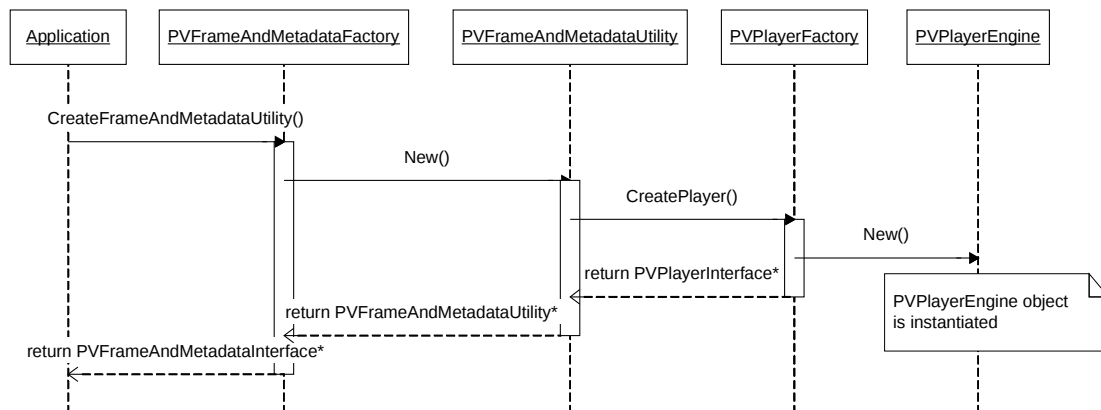 Application
PVFrameAndMetadataFactory
PVFrameAndMetadataUtility
PVPlayerFactory
PVPlayerEngine
CreateFrameAndMetadataUtility()
New()
CreatePlayer()
New()
return PVPlayerInterface*
PVPlayerEngine object
is instantiated
return PVFrameAndMetadataUtility*
return PVFrameAndMetadataInterface*